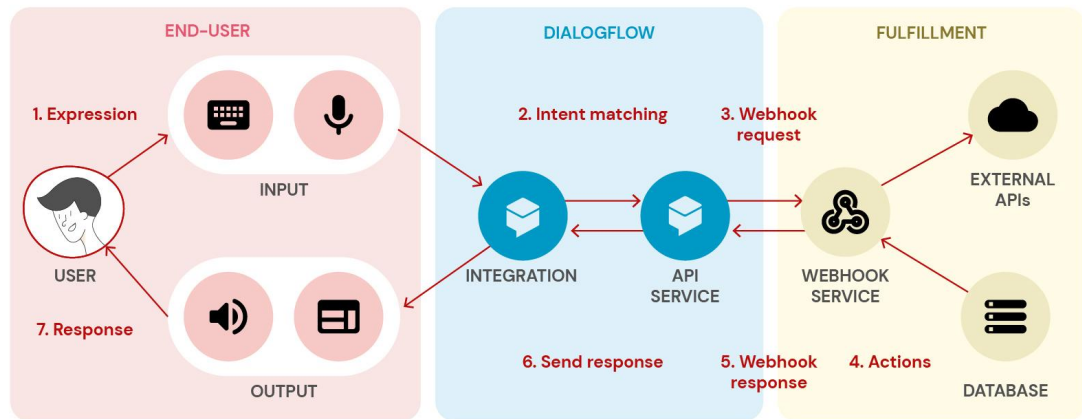 END-USER
DIALOGFLOW
FULFILLMENT
1. Expression
2. Intent matching
3. Webhook
request
INPUT
EXTERNAL
APIs
USER
INTEGRATION
API
SERVICE
WEBHOOK
SERVICE
7. Response
6. Send response
5. Webhook
response
4. Actions
OUTPUT
DATABASE